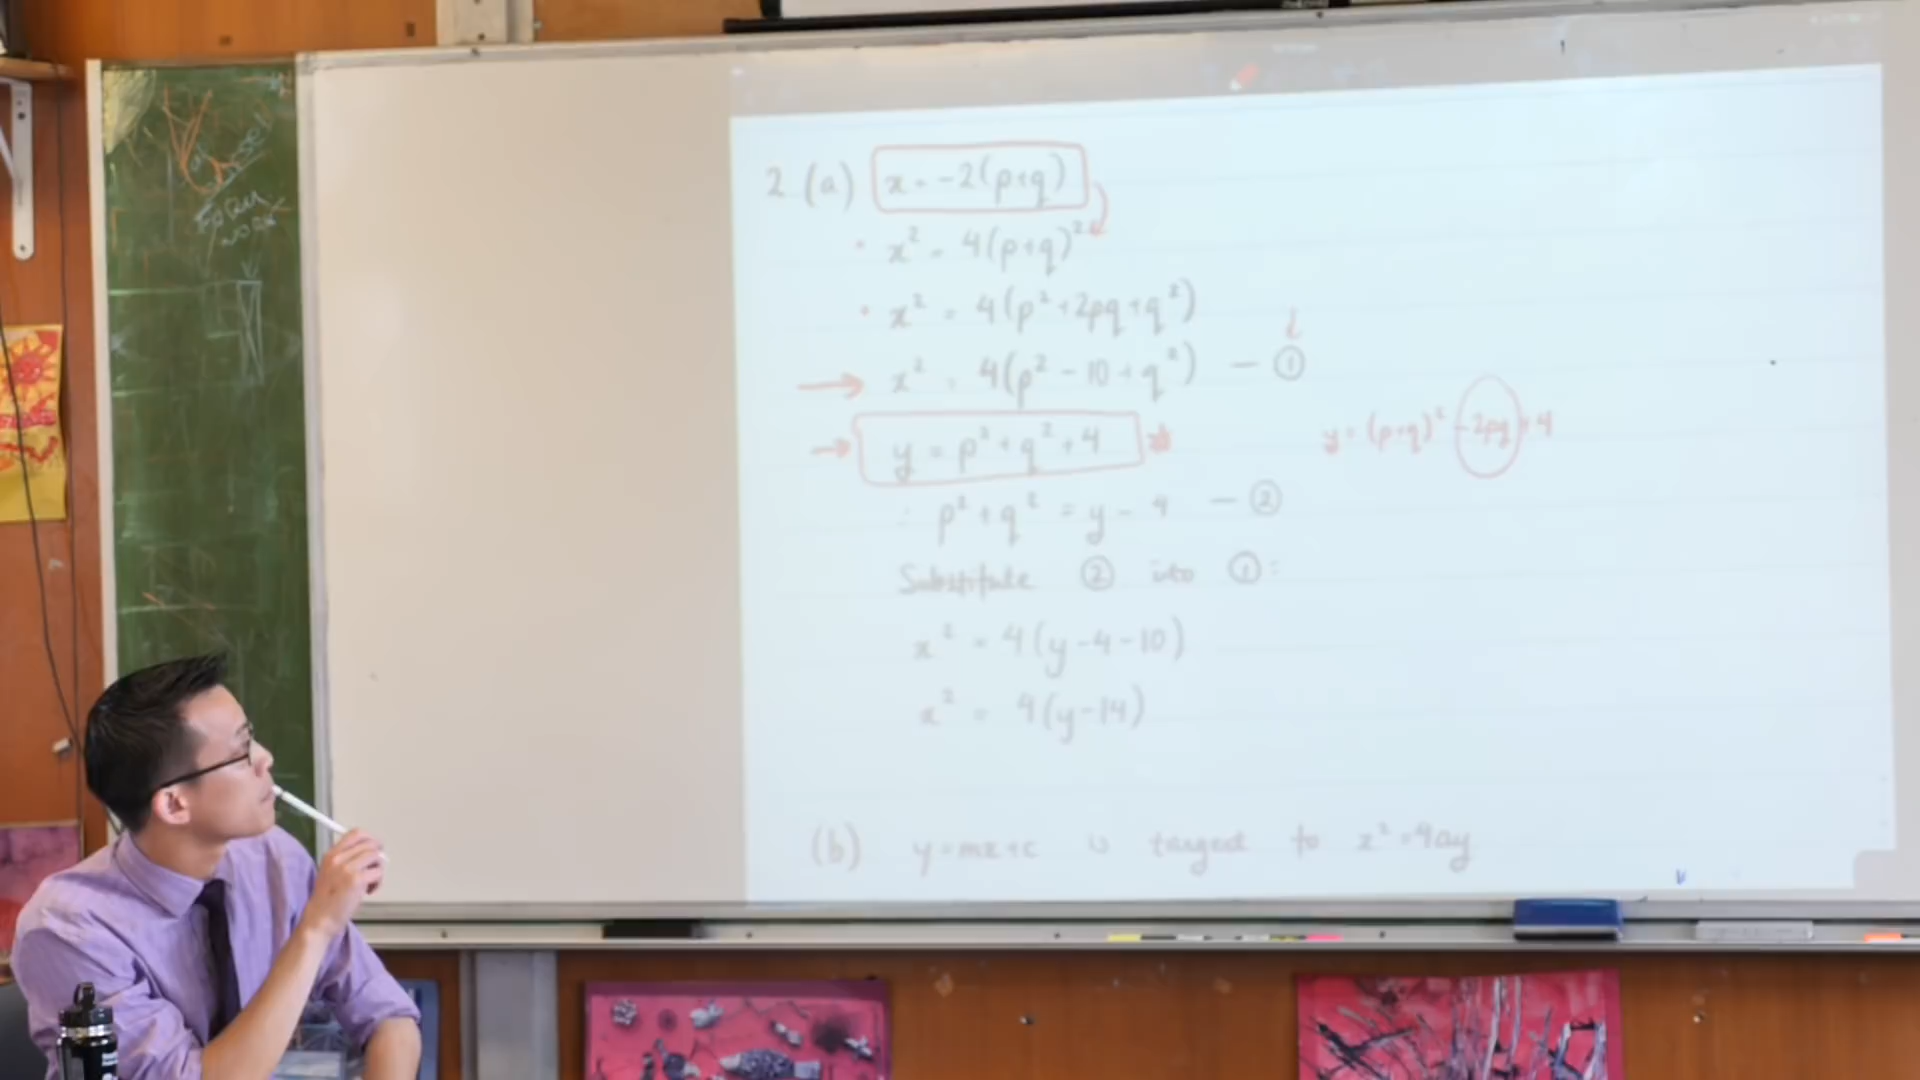 2 (a) x = -2(p+q)
x² = 4(p+q)²
x² = 4(p²+2pq+q²)
x² = 4(p²-10+q²) — ①
y = p²+q²+4
y = (p+q)² -2pq +4
∴ p²+q² = y-4 — ②
Substitute ② into ①:
x² = 4(y-4-10)
x² = 4(y-14)
(b) y=mx+c is tangent to x²=4ay